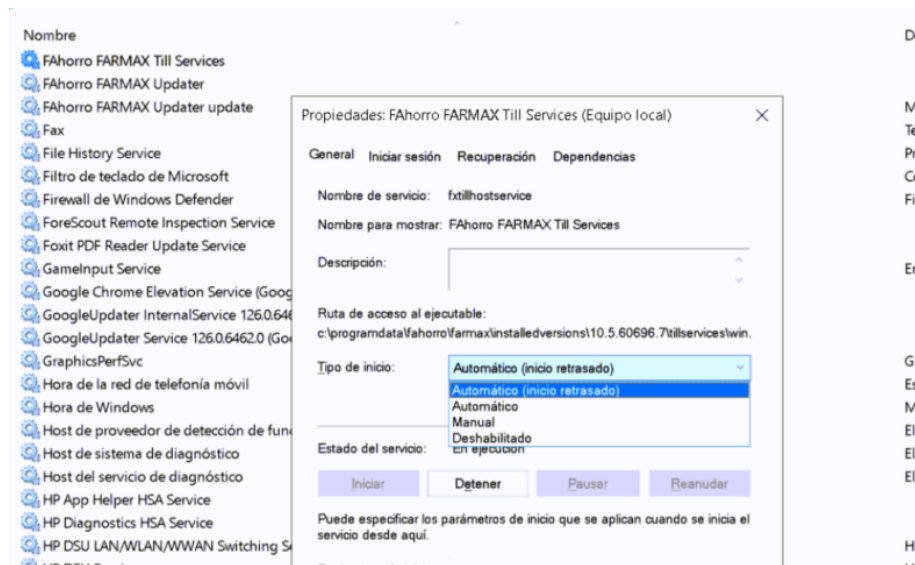 Nombre
FAhorro FARMAX Till Services
FAhorro FARMAX Updater
FAhorro FARMAX Updater update
Fax
File History Service
Filtro de teclado de Microsoft
Firewall de Windows Defender
ForeScout Remote Inspection Service
Foxit PDF Reader Update Service
GameInput Service
Google Chrome Elevation Service (Goog
GoogleUpdater InternalService 126.0.646
GoogleUpdater Service 126.0.6462.0 (Goo
GraphicsPerfSvc
Hora de la red de telefonía móvil
Hora de Windows
Host de proveedor de detección de fun
Host de sistema de diagnóstico
Host del servicio de diagnóstico
HP App Helper HSA Service
HP Diagnostics HSA Service
HP DSU LAN/WLAN/WWAN Switching S
Propiedades: FAhorro FARMAX Till Services (Equipo local)
General Iniciar sesión Recuperación Dependencias
Nombre de servicio: fxtillhostservice
Nombre para mostrar: FAhorro FARMAX Till Services
Descripción:
Ruta de acceso al ejecutable:
c:\programdata\fahorro\farmax\installedversions\10.5.60696.7\tillservices\win.
Tipo de inicio: Automático (inicio retrasado)
Automático (inicio retrasado)
Automático
Manual
Deshabilitado
Estado del servicio: En ejecución
Iniciar Detener Pausar Reanudar
Puede especificar los parámetros de inicio que se aplican cuando se inicia el
servicio desde aquí.